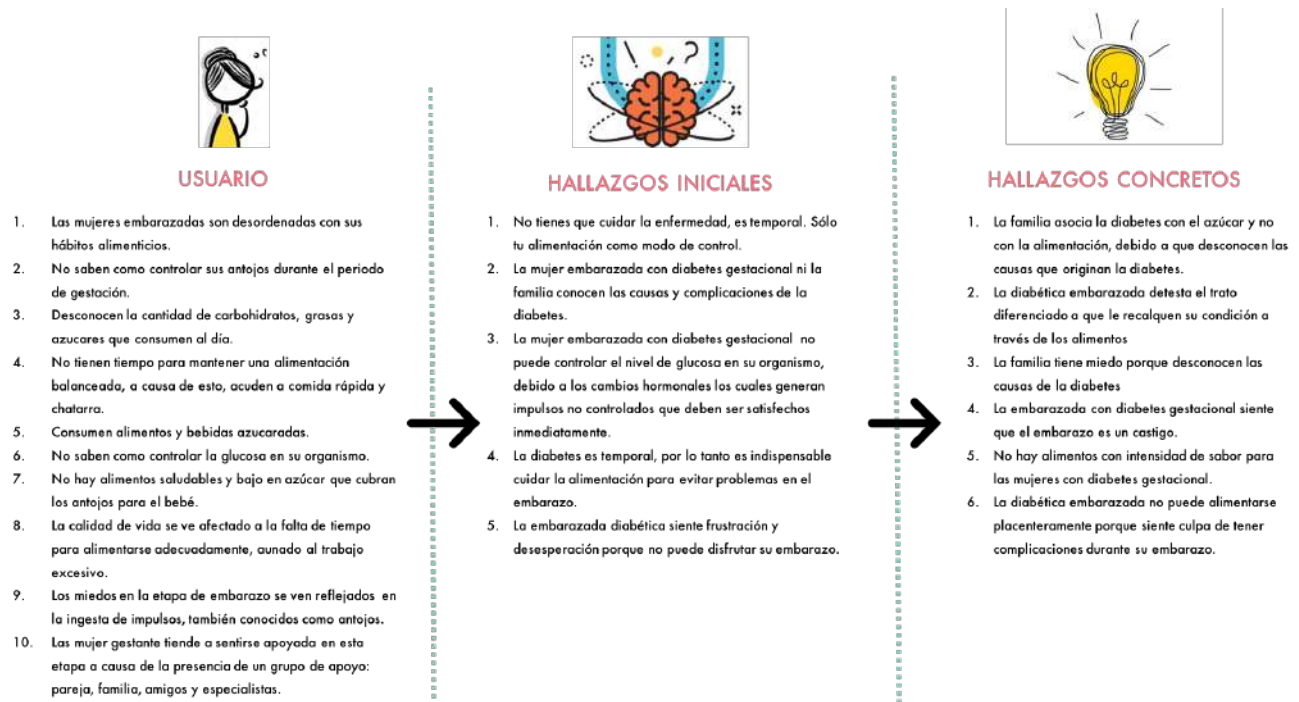 USUARIO
1. Las mujeres embarazadas son desordenadas con sus
hábitos alimenticios.
2. No saben como controlar sus antojos durante el periodo
de gestación.
3. Desconocen la cantidad de carbohidratos, grasas y
azucares que consumen al día.
4. No tienen tiempo para mantener una alimentación
balanceada, a causa de esto, acuden a comida rápida y
chatarra.
5. Consumen alimentos y bebidas azucaradas.
6. No saben como controlar la glucosa en su organismo.
7. No hay alimentos saludables y bajo en azúcar que cubran
los antojos para el bebé.
8. La calidad de vida se ve afectado a la falta de tiempo
para alimentarse adecuadamente, aunado al trabajo
excesivo.
9. Los miedos en la etapa de embarazo se ven reflejados en
la ingesta de impulsos, también conocidos como antojos.
10. Las mujer gestante tiende a sentirse apoyada en esta
etapa a causa de la presencia de un grupo de apoyo:
pareja, familia, amigos y especialistas.
HALLAZGOS INICIALES
1. No tienes que cuidar la enfermedad, es temporal. Sólo
tu alimentación como modo de control.
2. La mujer embarazada con diabetes gestacional ni la
familia conocen las causas y complicaciones de la
diabetes.
3. La mujer embarazada con diabetes gestacional no
puede controlar el nivel de glucosa en su organismo,
debido a los cambios hormonales los cuales generan
impulsos no controlados que deben ser satisfechos
inmediatamente.
4. La diabetes es temporal, por lo tanto es indispensable
cuidar la alimentación para evitar problemas en el
embarazo.
5. La embarazada diabética siente frustración y
desesperación porque no puede disfrutar su embarazo.
HALLAZGOS CONCRETOS
1. La familia asocia la diabetes con el azúcar y no
con la alimentación, debido a que desconocen las
causas que originan la diabetes.
2. La diabética embarazada detesta el trato
diferenciado a que le recalquen su condición a
través de los alimentos
3. La familia tiene miedo porque desconocen las
causas de la diabetes
4. La embarazada con diabetes gestacional siente
que el embarazo es un castigo.
5. No hay alimentos con intensidad de sabor para
las mujeres con diabetes gestacional.
6. La diabética embarazada no puede alimentarse
placenteramente porque siente culpa de tener
complicaciones durante su embarazo.